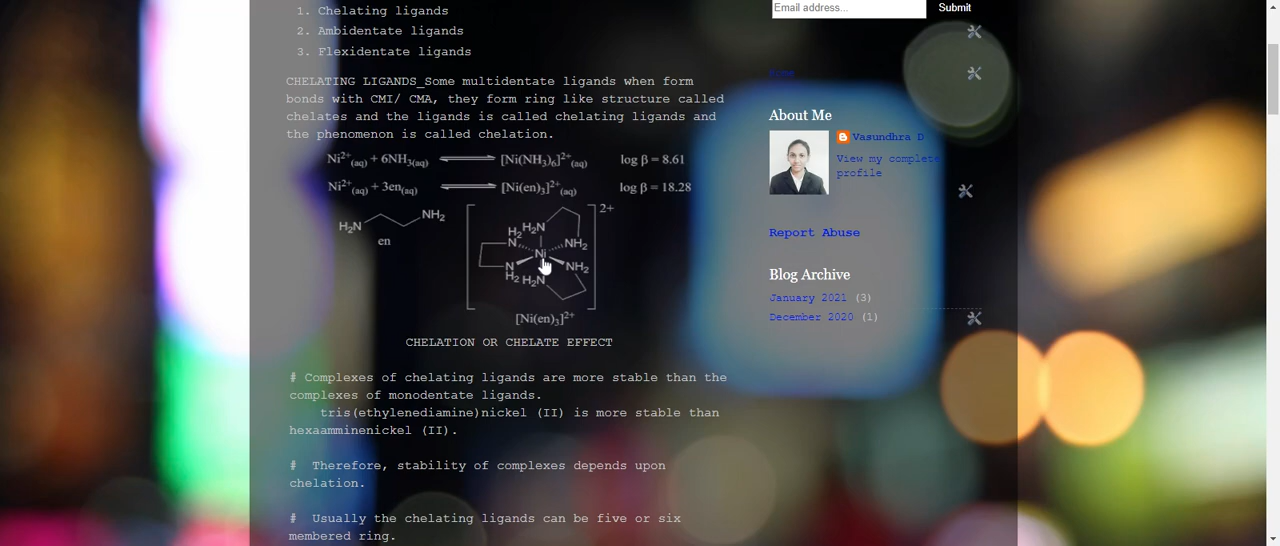 1. Chelating ligands
2. Ambidentate ligands
3. Flexidentate ligands
CHELATING LIGANDS_Some multidentate ligands when form
bonds with CMI/ CMA, they form ring like structure called
chelates and the ligands is called chelating ligands and
the phenomenon is called chelation.
Ni²⁺(aq) + 6NH₃(aq) ⇌ [Ni(NH₃)₆]²⁺(aq) log β = 8.61
Ni²⁺(aq) + 3en(aq) ⇌ [Ni(en)₃]²⁺(aq) log β = 18.28
H₂N NH₂
en
2+
H₂ H₂N
N NH₂
Ni
N NH₂
H₂ H₂N
[Ni(en)₃]²⁺
CHELATION OR CHELATE EFFECT
# Complexes of chelating ligands are more stable than the
complexes of monodentate ligands.
tris(ethylenediamine)nickel (II) is more stable than
hexaamminenickel (II).
# Therefore, stability of complexes depends upon
chelation.
# Usually the chelating ligands can be five or six
membered ring.
Email address... Submit
Home
About Me
Vasundhra D
View my complete
profile
Report Abuse
Blog Archive
January 2021 (3)
December 2020 (1)